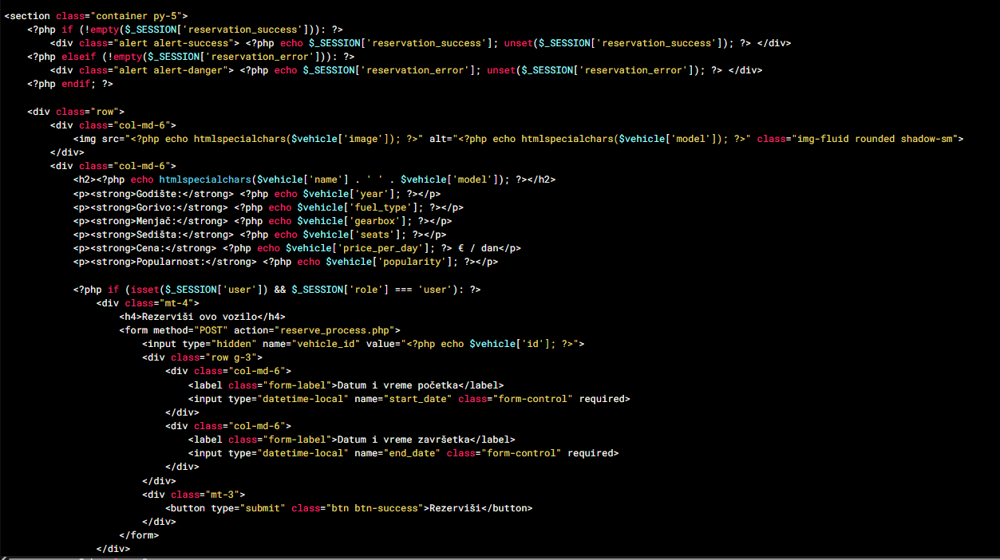 <section class="container py-5">
    <?php if (!empty($_SESSION['reservation_success'])): ?>
        <div class="alert alert-success"> <?php echo $_SESSION['reservation_success']; unset($_SESSION['reservation_success']); ?> </div>
    <?php elseif (!empty($_SESSION['reservation_error'])): ?>
        <div class="alert alert-danger"> <?php echo $_SESSION['reservation_error']; unset($_SESSION['reservation_error']); ?> </div>
    <?php endif; ?>

    <div class="row">
        <div class="col-md-6">
            <img src="<?php echo htmlspecialchars($vehicle['image']); ?>" alt="<?php echo htmlspecialchars($vehicle['model']); ?>" class="img-fluid rounded shadow-sm">
        </div>
        <div class="col-md-6">
            <h2><?php echo htmlspecialchars($vehicle['name'] . ' ' . $vehicle['model']); ?></h2>
            <p><strong>Godište:</strong> <?php echo $vehicle['year']; ?></p>
            <p><strong>Gorivo:</strong> <?php echo $vehicle['fuel_type']; ?></p>
            <p><strong>Menjač:</strong> <?php echo $vehicle['gearbox']; ?></p>
            <p><strong>Sedišta:</strong> <?php echo $vehicle['seats']; ?></p>
            <p><strong>Cena:</strong> <?php echo $vehicle['price_per_day']; ?> € / dan</p>
            <p><strong>Popularnost:</strong> <?php echo $vehicle['popularity']; ?></p>

            <?php if (isset($_SESSION['user']) && $_SESSION['role'] === 'user'): ?>
                <div class="mt-4">
                    <h4>Rezerviši ovo vozilo</h4>
                    <form method="POST" action="reserve_process.php">
                        <input type="hidden" name="vehicle_id" value="<?php echo $vehicle['id']; ?>">
                        <div class="row g-3">
                            <div class="col-md-6">
                                <label class="form-label">Datum i vreme početka</label>
                                <input type="datetime-local" name="start_date" class="form-control" required>
                            </div>
                            <div class="col-md-6">
                                <label class="form-label">Datum i vreme završetka</label>
                                <input type="datetime-local" name="end_date" class="form-control" required>
                            </div>
                        </div>
                        <div class="mt-3">
                            <button type="submit" class="btn btn-success">Rezerviši</button>
                        </div>
                    </form>
                </div>